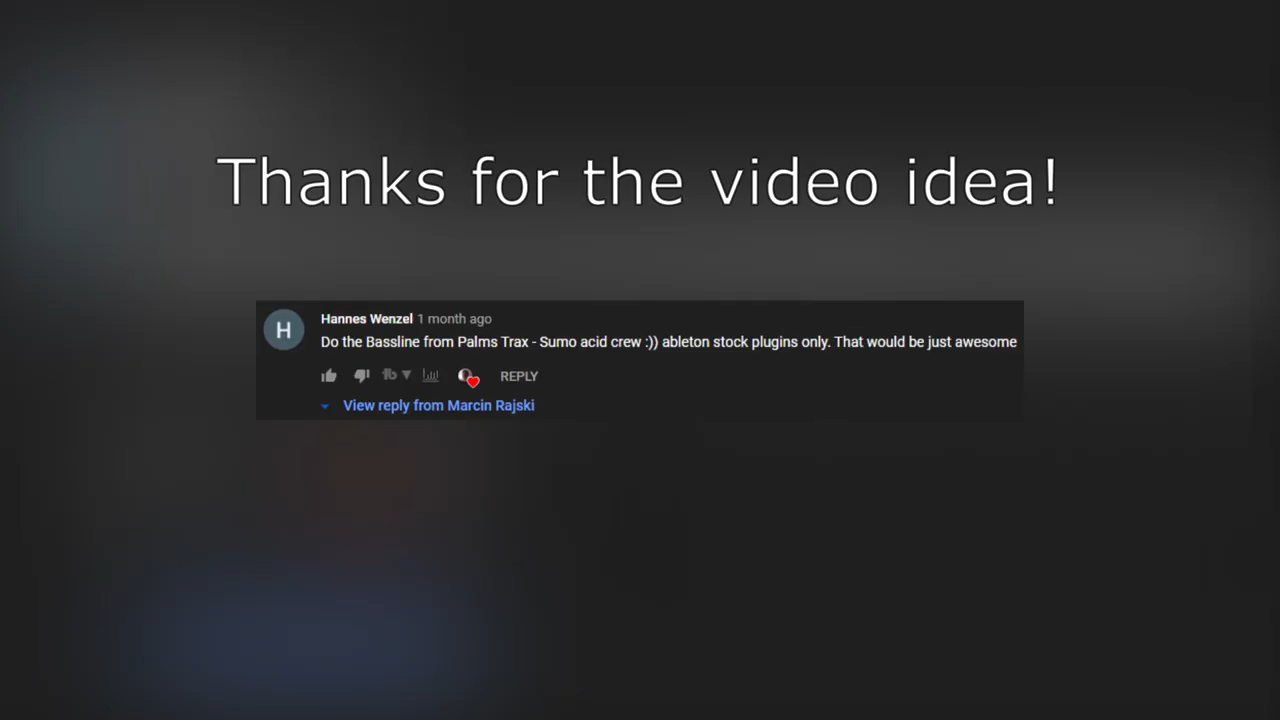 Thanks for the video idea!
H
Hannes Wenzel 1 month ago
Do the Bassline from Palms Trax - Sumo acid crew :)) ableton stock plugins only. That would be just awesome
REPLY
View reply from Marcin Rajski